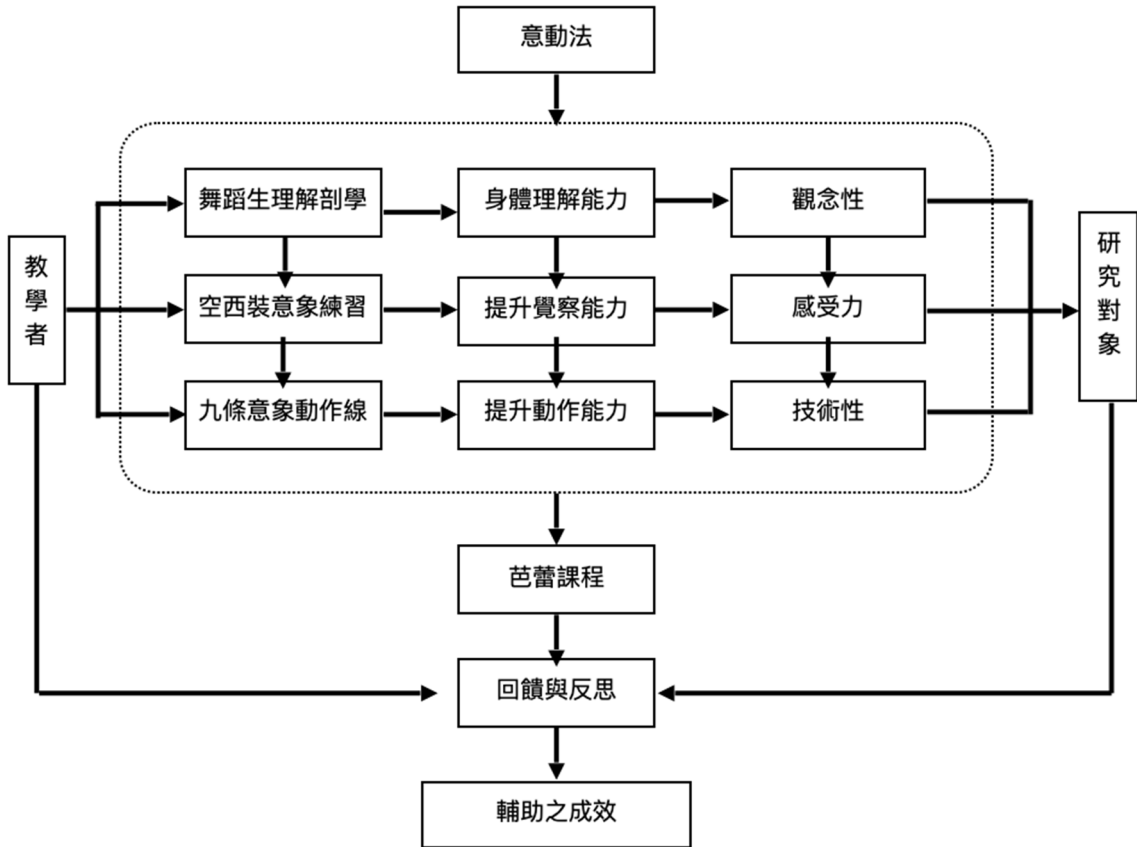 意動法
舞蹈生理解剖學
身體理解能力
觀念性
教學者
空西裝意象練習
提升覺察能力
感受力
研究對象
九條意象動作線
提升動作能力
技術性
芭蕾課程
回饋與反思
輔助之成效